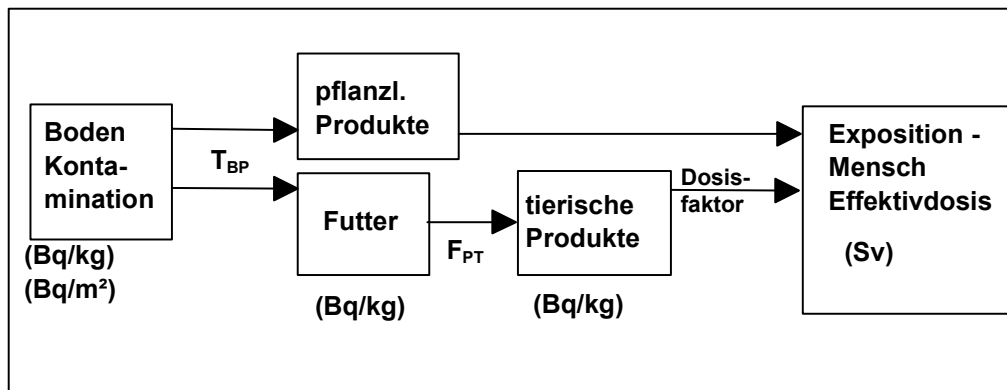 Boden
Konta-
mination
(Bq/kg)
(Bq/m²)
T_BP
pflanzl.
Produkte
Futter
(Bq/kg)
F_PT
tierische
Produkte
(Bq/kg)
Dosis-
faktor
Exposition -
Mensch
Effektivdosis
(Sv)